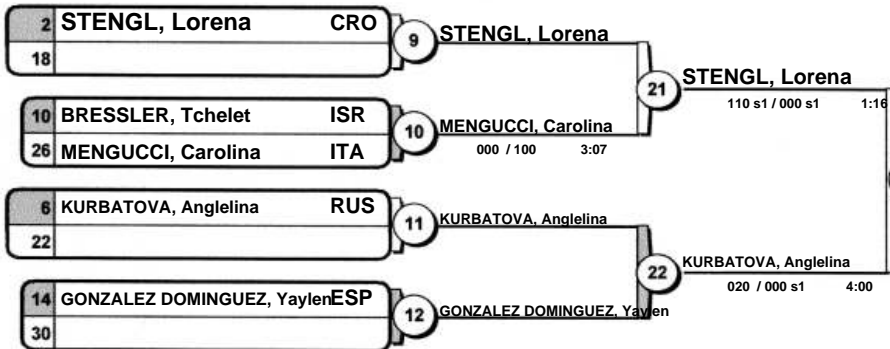 2 STENGL, Lorena CRO
18
9
STENGL, Lorena
10 BRESSLER, Tchelet ISR
26 MENGUCCI, Carolina ITA
10
MENGUCCI, Carolina
000 / 100 3:07
21
STENGL, Lorena
110 s1 / 000 s1 1:16
6 KURBATOVA, Anglelina RUS
22
11
KURBATOVA, Anglelina
14 GONZALEZ DOMINGUEZ, Yaylen ESP
30
12
GONZALEZ DOMINGUEZ, Yaylen
22
KURBATOVA, Anglelina
020 / 000 s1 4:00